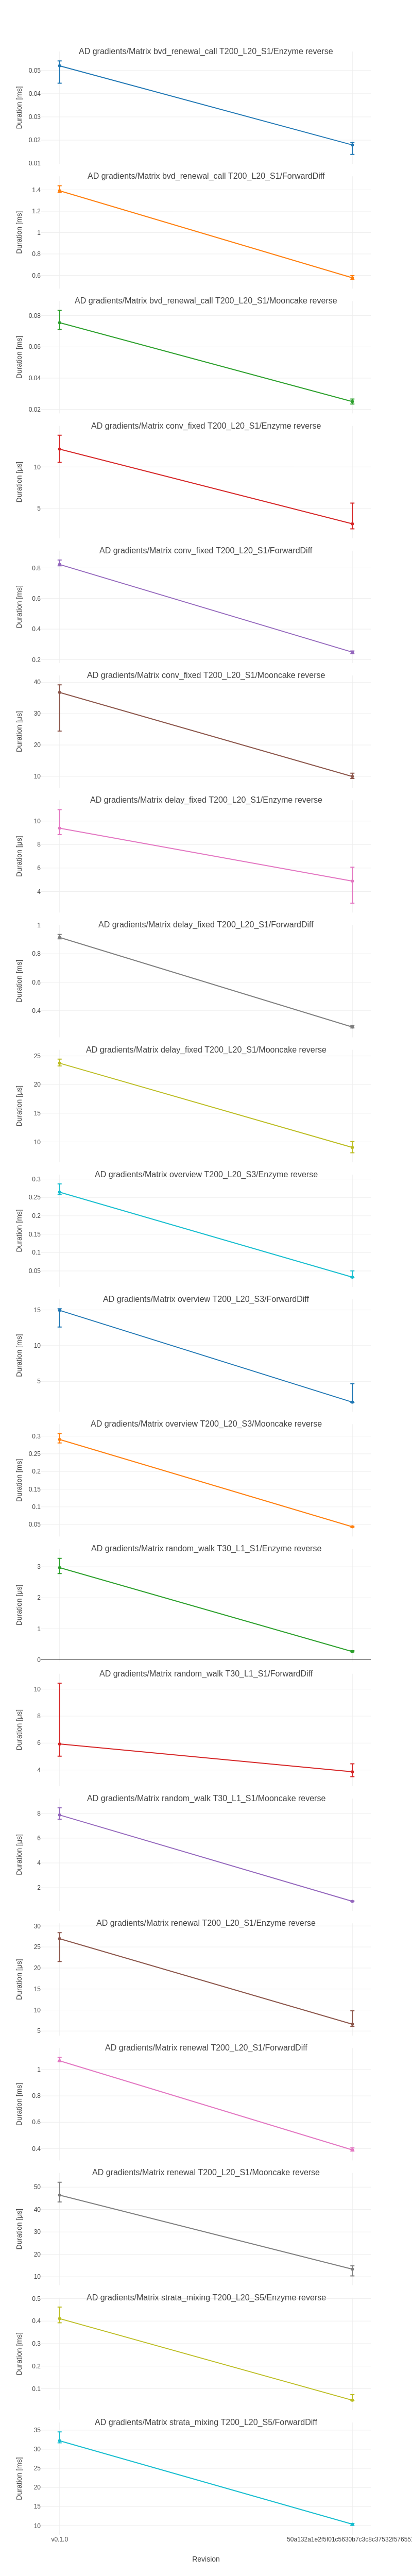 AD gradients/Matrix bvd_renewal_call T200_L20_S1/Enzyme reverse
Duration [ms]
0.05
0.04
0.03
0.02
0.01
AD gradients/Matrix bvd_renewal_call T200_L20_S1/ForwardDiff
Duration [ms]
1.4
1.2
1
0.8
0.6
AD gradients/Matrix bvd_renewal_call T200_L20_S1/Mooncake reverse
Duration [ms]
0.08
0.06
0.04
0.02
AD gradients/Matrix conv_fixed T200_L20_S1/Enzyme reverse
Duration [µs]
10
5
AD gradients/Matrix conv_fixed T200_L20_S1/ForwardDiff
Duration [ms]
0.8
0.6
0.4
0.2
AD gradients/Matrix conv_fixed T200_L20_S1/Mooncake reverse
Duration [µs]
40
30
20
10
AD gradients/Matrix delay_fixed T200_L20_S1/Enzyme reverse
Duration [µs]
10
8
6
4
AD gradients/Matrix delay_fixed T200_L20_S1/ForwardDiff
Duration [ms]
1
0.8
0.6
0.4
AD gradients/Matrix delay_fixed T200_L20_S1/Mooncake reverse
Duration [µs]
25
20
15
10
AD gradients/Matrix overview T200_L20_S3/Enzyme reverse
Duration [ms]
0.3
0.25
0.2
0.15
0.1
0.05
AD gradients/Matrix overview T200_L20_S3/ForwardDiff
Duration [ms]
15
10
5
AD gradients/Matrix overview T200_L20_S3/Mooncake reverse
Duration [ms]
0.3
0.25
0.2
0.15
0.1
0.05
AD gradients/Matrix random_walk T30_L1_S1/Enzyme reverse
Duration [µs]
3
2
1
0
AD gradients/Matrix random_walk T30_L1_S1/ForwardDiff
Duration [µs]
10
8
6
4
AD gradients/Matrix random_walk T30_L1_S1/Mooncake reverse
Duration [µs]
8
6
4
2
AD gradients/Matrix renewal T200_L20_S1/Enzyme reverse
Duration [µs]
30
25
20
15
10
5
AD gradients/Matrix renewal T200_L20_S1/ForwardDiff
Duration [ms]
1
0.8
0.6
0.4
AD gradients/Matrix renewal T200_L20_S1/Mooncake reverse
Duration [µs]
50
40
30
20
10
AD gradients/Matrix strata_mixing T200_L20_S5/Enzyme reverse
Duration [ms]
0.5
0.4
0.3
0.2
0.1
AD gradients/Matrix strata_mixing T200_L20_S5/ForwardDiff
Duration [ms]
35
30
25
20
15
10
v0.1.0
50a132a1e2f5f01c5630b7c3c8c37532f57655
Revision